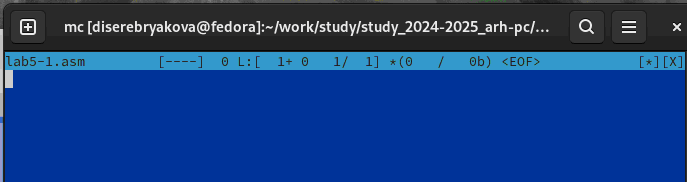 mc [diserebryakova@fedora]:~/work/study/study_2024-2025_arh-pc/...
lab5-1.asm [----] 0 L:[ 1+ 0 1/ 1] *(0 / 0b) <EOF> [*][X]